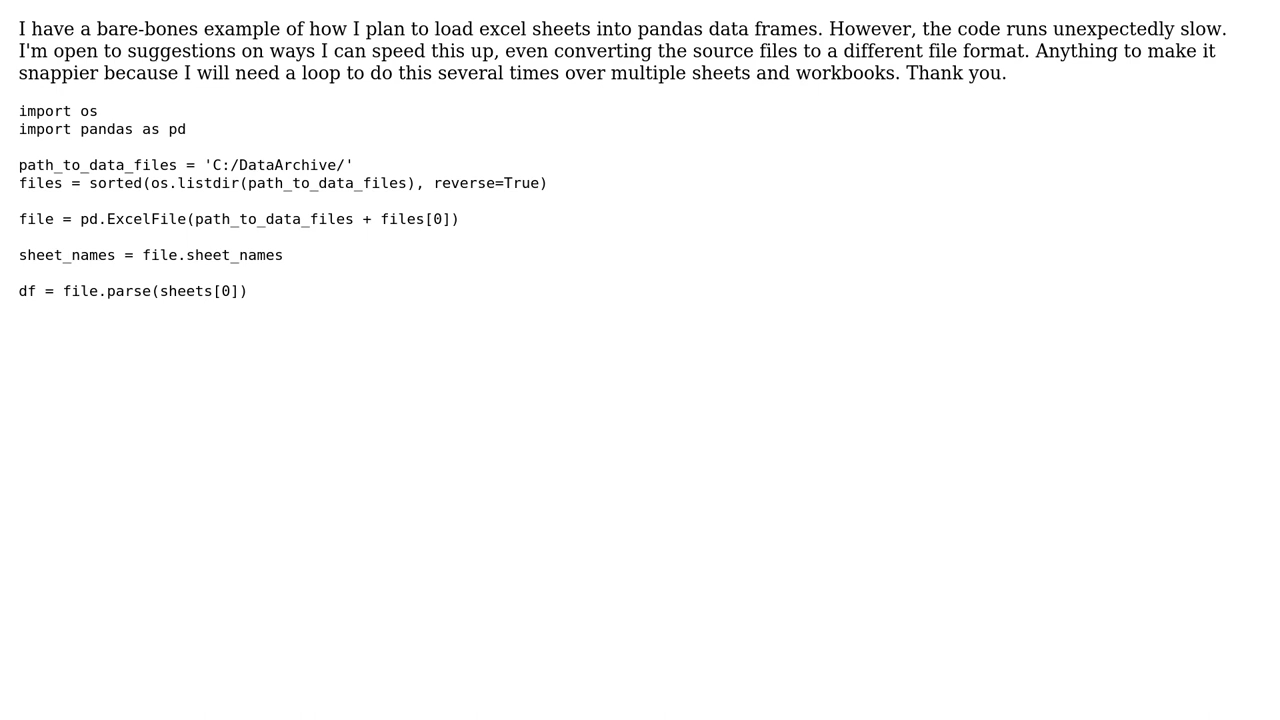 I have a bare-bones example of how I plan to load excel sheets into pandas data frames. However, the code runs unexpectedly slow.
I'm open to suggestions on ways I can speed this up, even converting the source files to a different file format. Anything to make it
snappier because I will need a loop to do this several times over multiple sheets and workbooks. Thank you.
import os
import pandas as pd
path_to_data_files = 'C:/DataArchive/'
files = sorted(os.listdir(path_to_data_files), reverse=True)
file = pd.ExcelFile(path_to_data_files + files[0])
sheet_names = file.sheet_names
df = file.parse(sheets[0])